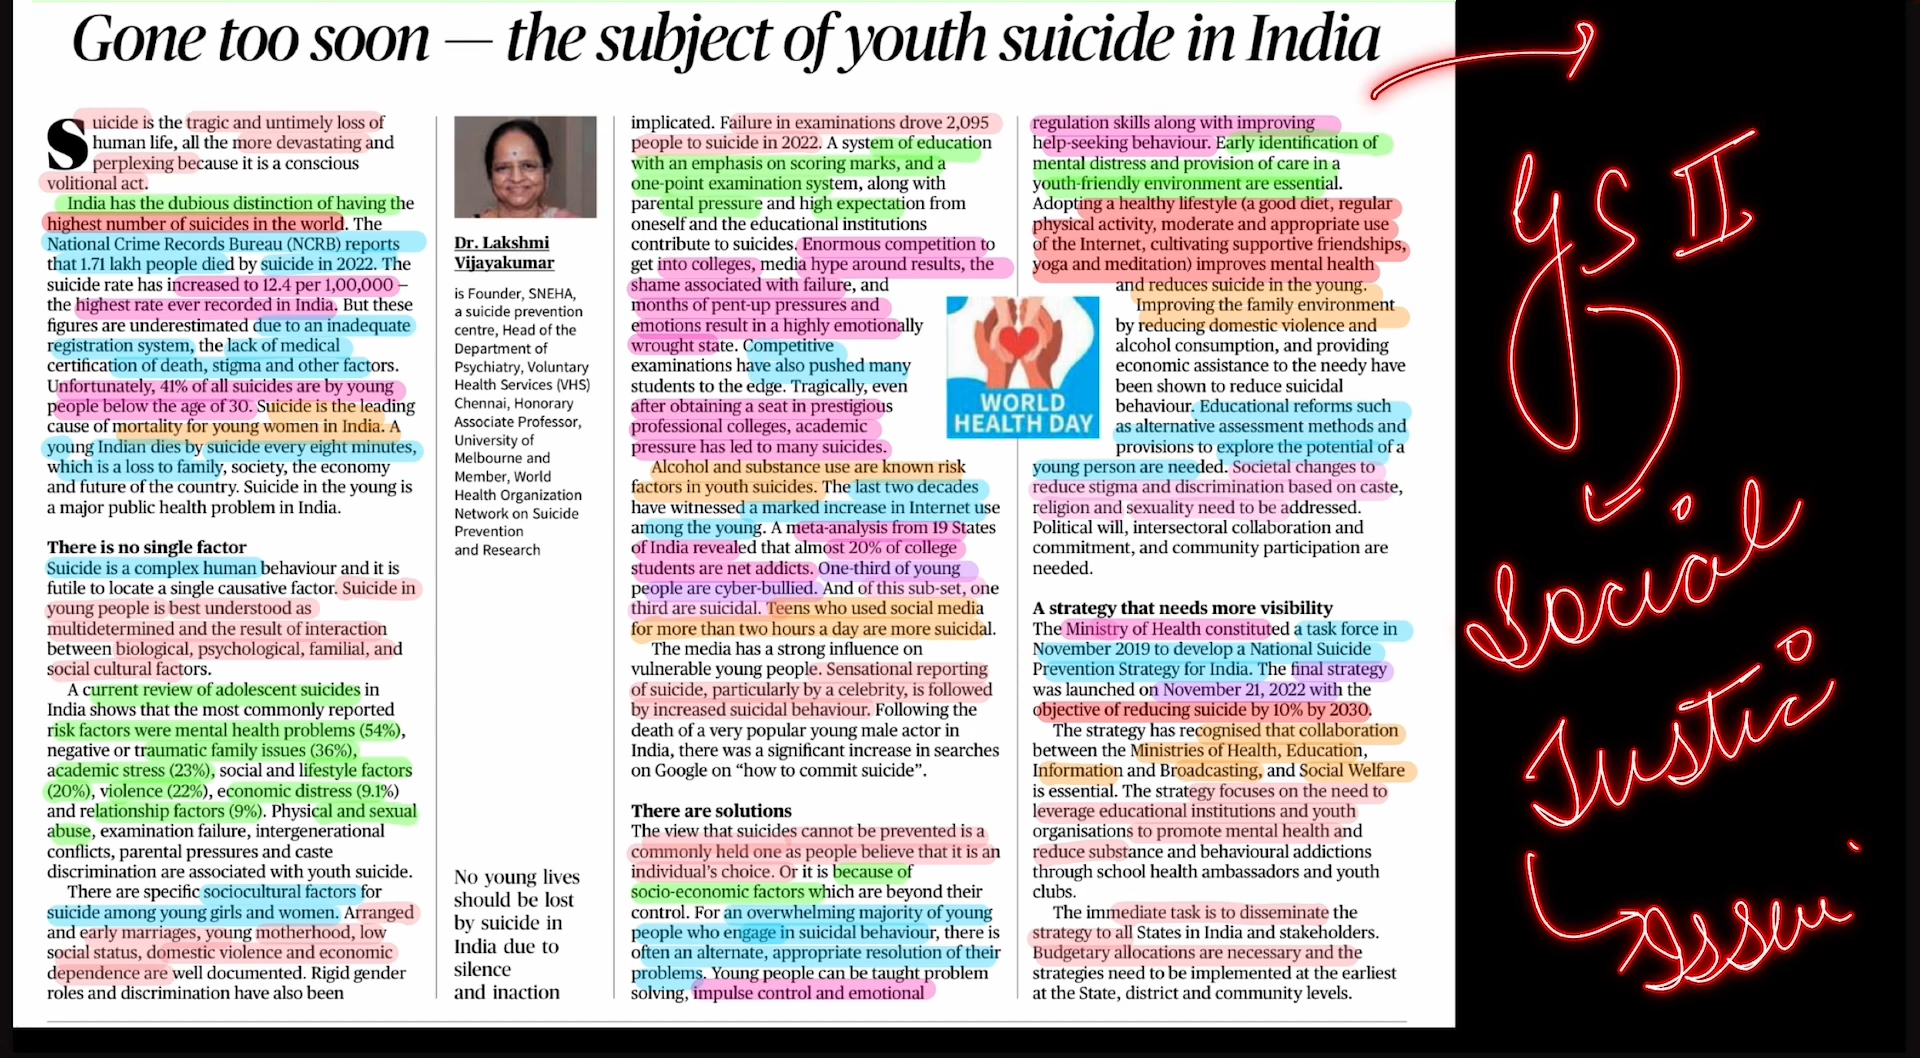 Gone too soon — the subject of youth suicide in India
Suicide is the tragic and untimely loss of
human life, all the more devastating and
perplexing because it is a conscious
volitional act.
India has the dubious distinction of having the
highest number of suicides in the world. The
National Crime Records Bureau (NCRB) reports
that 1.71 lakh people died by suicide in 2022. The
suicide rate has increased to 12.4 per 1,00,000 —
the highest rate ever recorded in India. But these
figures are underestimated due to an inadequate
registration system, the lack of medical
certification of death, stigma and other factors.
Unfortunately, 41% of all suicides are by young
people below the age of 30. Suicide is the leading
cause of mortality for young women in India. A
young Indian dies by suicide every eight minutes,
which is a loss to family, society, the economy
and future of the country. Suicide in the young is
a major public health problem in India.
There is no single factor
Suicide is a complex human behaviour and it is
futile to locate a single causative factor. Suicide in
young people is best understood as
multidetermined and the result of interaction
between biological, psychological, familial, and
social cultural factors.
A current review of adolescent suicides in
India shows that the most commonly reported
risk factors were mental health problems (54%),
negative or traumatic family issues (36%),
academic stress (23%), social and lifestyle factors
(20%), violence (22%), economic distress (9.1%)
and relationship factors (9%). Physical and sexual
abuse, examination failure, intergenerational
conflicts, parental pressures and caste
discrimination are associated with youth suicide.
There are specific sociocultural factors for
suicide among young girls and women. Arranged
and early marriages, young motherhood, low
social status, domestic violence and economic
dependence are well documented. Rigid gender
roles and discrimination have also been
Dr. Lakshmi
Vijayakumar
is Founder, SNEHA,
a suicide prevention
centre, Head of the
Department of
Psychiatry, Voluntary
Health Services (VHS)
Chennai, Honorary
Associate Professor,
University of
Melbourne and
Member, World
Health Organization
Network on Suicide
Prevention
and Research
No young lives
should be lost
by suicide in
India due to
silence
and inaction
implicated. Failure in examinations drove 2,095
people to suicide in 2022. A system of education
with an emphasis on scoring marks, and a
one-point examination system, along with
parental pressure and high expectation from
oneself and the educational institutions
contribute to suicides. Enormous competition to
get into colleges, media hype around results, the
shame associated with failure, and
months of pent-up pressures and
emotions result in a highly emotionally
wrought state. Competitive
examinations have also pushed many
students to the edge. Tragically, even
after obtaining a seat in prestigious
professional colleges, academic
pressure has led to many suicides.
Alcohol and substance use are known risk
factors in youth suicides. The last two decades
have witnessed a marked increase in Internet use
among the young. A meta-analysis from 19 States
of India revealed that almost 20% of college
students are net addicts. One-third of young
people are cyber-bullied. And of this sub-set, one
third are suicidal. Teens who used social media
for more than two hours a day are more suicidal.
The media has a strong influence on
vulnerable young people. Sensational reporting
of suicide, particularly by a celebrity, is followed
by increased suicidal behaviour. Following the
death of a very popular young male actor in
India, there was a significant increase in searches
on Google on “how to commit suicide”.
There are solutions
The view that suicides cannot be prevented is a
commonly held one as people believe that it is an
individual’s choice. Or it is because of
socio-economic factors which are beyond their
control. For an overwhelming majority of young
people who engage in suicidal behaviour, there is
often an alternate, appropriate resolution of their
problems. Young people can be taught problem
solving, impulse control and emotional
WORLD
HEALTH DAY
regulation skills along with improving
help-seeking behaviour. Early identification of
mental distress and provision of care in a
youth-friendly environment are essential.
Adopting a healthy lifestyle (a good diet, regular
physical activity, moderate and appropriate use
of the Internet, cultivating supportive friendships,
yoga and meditation) improves mental health
and reduces suicide in the young.
Improving the family environment
by reducing domestic violence and
alcohol consumption, and providing
economic assistance to the needy have
been shown to reduce suicidal
behaviour. Educational reforms such
as alternative assessment methods and
provisions to explore the potential of a
young person are needed. Societal changes to
reduce stigma and discrimination based on caste,
religion and sexuality need to be addressed.
Political will, intersectoral collaboration and
commitment, and community participation are
needed.
A strategy that needs more visibility
The Ministry of Health constituted a task force in
November 2019 to develop a National Suicide
Prevention Strategy for India. The final strategy
was launched on November 21, 2022 with the
objective of reducing suicide by 10% by 2030.
The strategy has recognised that collaboration
between the Ministries of Health, Education,
Information and Broadcasting, and Social Welfare
is essential. The strategy focuses on the need to
leverage educational institutions and youth
organisations to promote mental health and
reduce substance and behavioural addictions
through school health ambassadors and youth
clubs.
The immediate task is to disseminate the
strategy to all States in India and stakeholders.
Budgetary allocations are necessary and the
strategies need to be implemented at the earliest
at the State, district and community levels.
GS II
Social
Justic